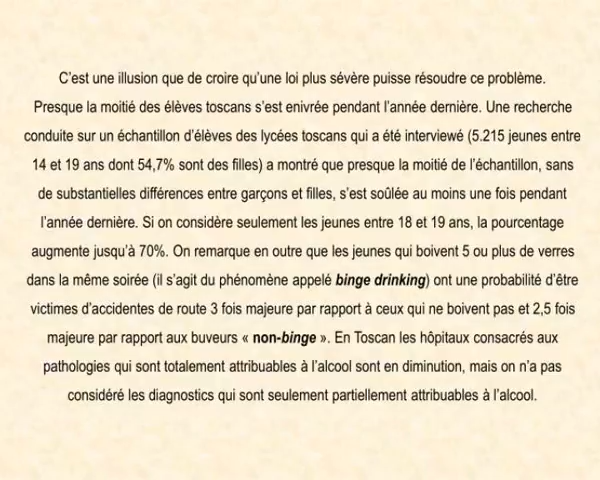 C’est une illusion que de croire qu’une loi plus sévère puisse résoudre ce problème.
Presque la moitié des élèves toscans s’est enivrée pendant l’année dernière. Une recherche
conduite sur un échantillon d’élèves des lycées toscans qui a été interviewé (5.215 jeunes entre
14 et 19 ans dont 54,7% sont des filles) a montré que presque la moitié de l’échantillon, sans
de substantielles différences entre garçons et filles, s’est soûlée au moins une fois pendant
l’année dernière. Si on considère seulement les jeunes entre 18 et 19 ans, la pourcentage
augmente jusqu’à 70%. On remarque en outre que les jeunes qui boivent 5 ou plus de verres
dans la même soirée (il s’agit du phénomène appelé binge drinking) ont une probabilité d’être
victimes d’accidentes de route 3 fois majeure par rapport à ceux qui ne boivent pas et 2,5 fois
majeure par rapport aux buveurs « non-binge ». En Toscan les hôpitaux consacrés aux
pathologies qui sont totalement attribuables à l’alcool sont en diminution, mais on n’a pas
considéré les diagnostics qui sont seulement partiellement attribuables à l’alcool.